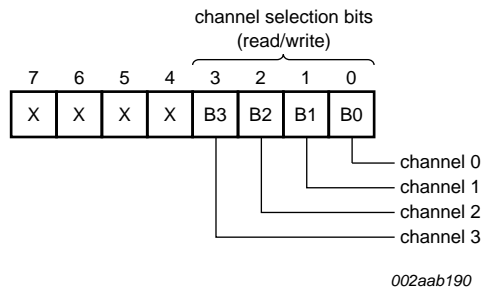 channel selection bits
(read/write)
7 6 5 4 3 2 1 0
X X X X B3 B2 B1 B0
channel 0
channel 1
channel 2
channel 3
002aab190